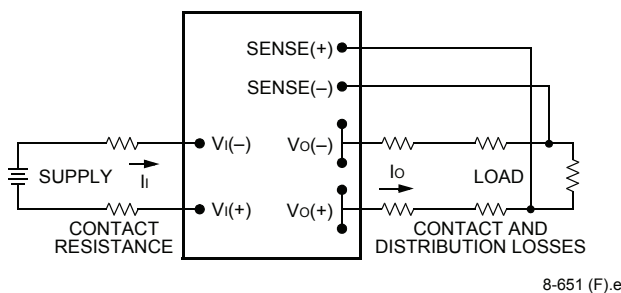 SENSE(+)
SENSE(–)
VI(–)
VO(–)
SUPPLY
II
IO
LOAD
VI(+)
VO(+)
CONTACT
RESISTANCE
CONTACT AND
DISTRIBUTION LOSSES
8-651 (F).e